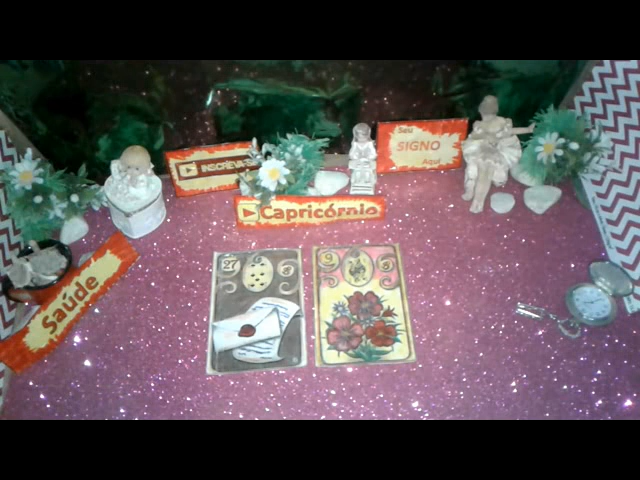 INSCREVA-SE
Seu
SIGNO
Aqui
Capricórnio
Saúde
27
9